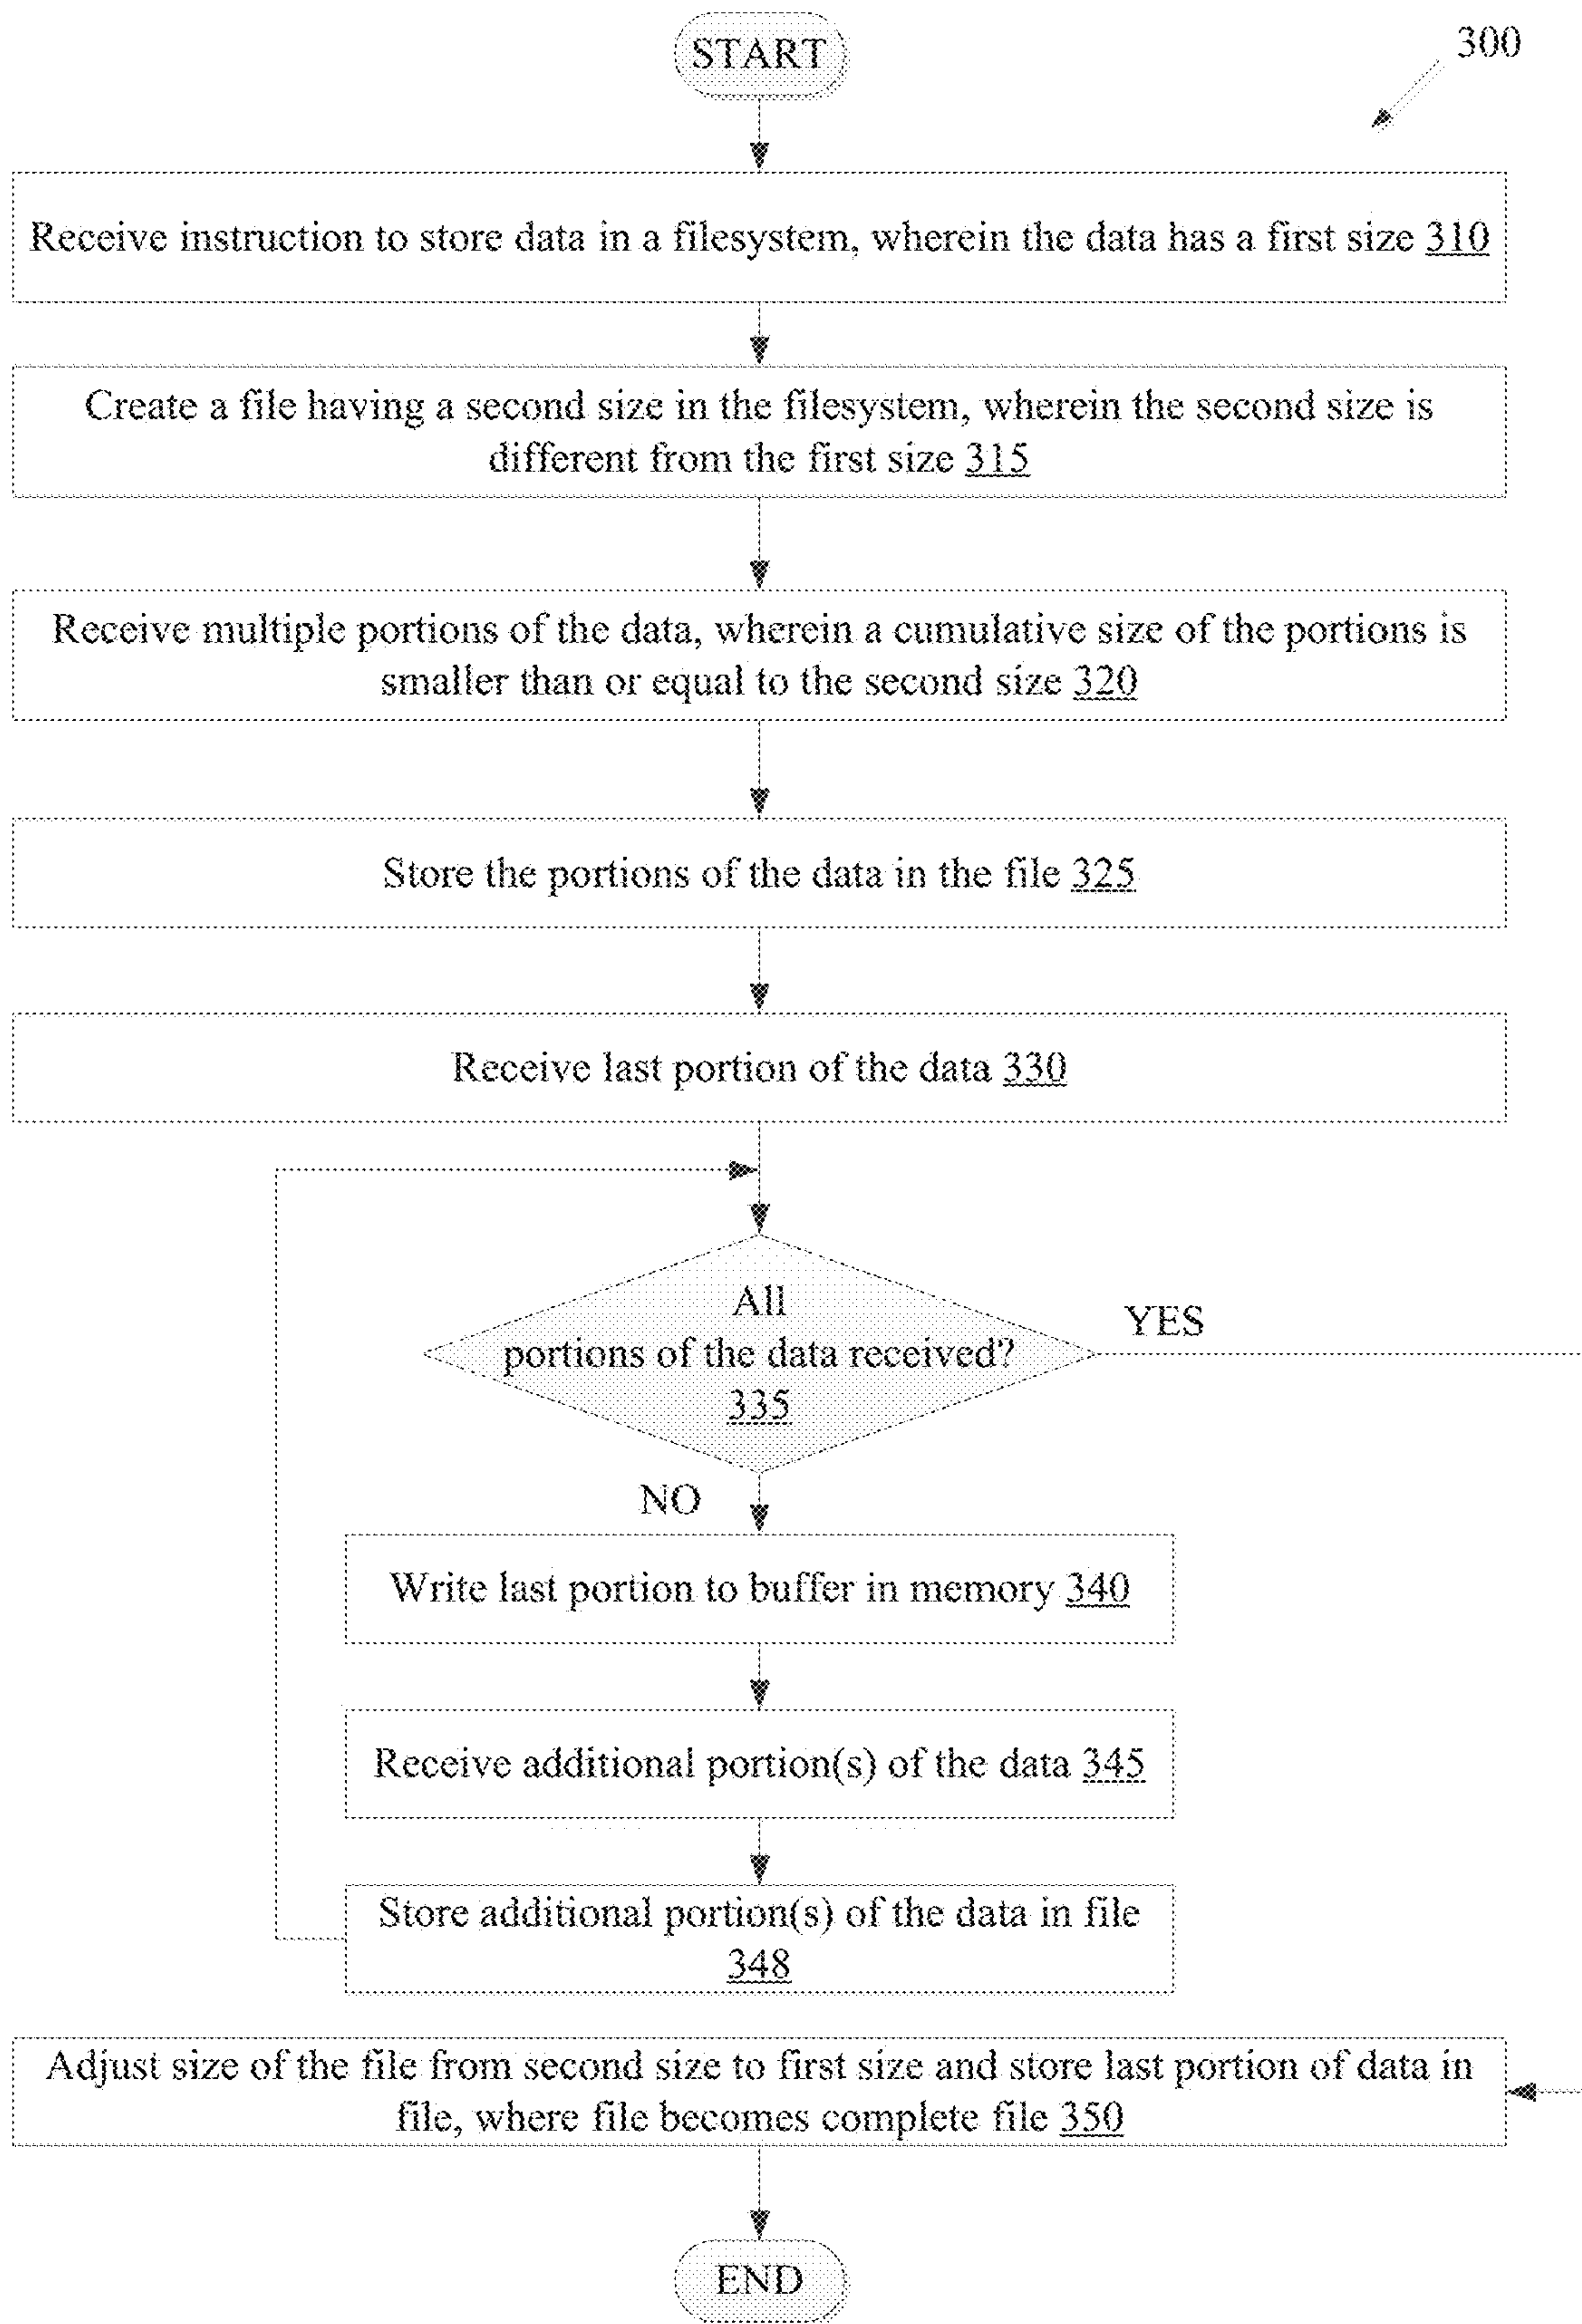 START
300
Receive instruction to store data in a filesystem, wherein the data has a first size 310
Create a file having a second size in the filesystem, wherein the second size is
different from the first size 315
Receive multiple portions of the data, wherein a cumulative size of the portions is
smaller than or equal to the second size 320
Store the portions of the data in the file 325
Receive last portion of the data 330
All
portions of the data received?
335
YES
NO
Write last portion to buffer in memory 340
Receive additional portion(s) of the data 345
Store additional portion(s) of the data in file
348
Adjust size of the file from second size to first size and store last portion of data in
file, where file becomes complete file 350
END